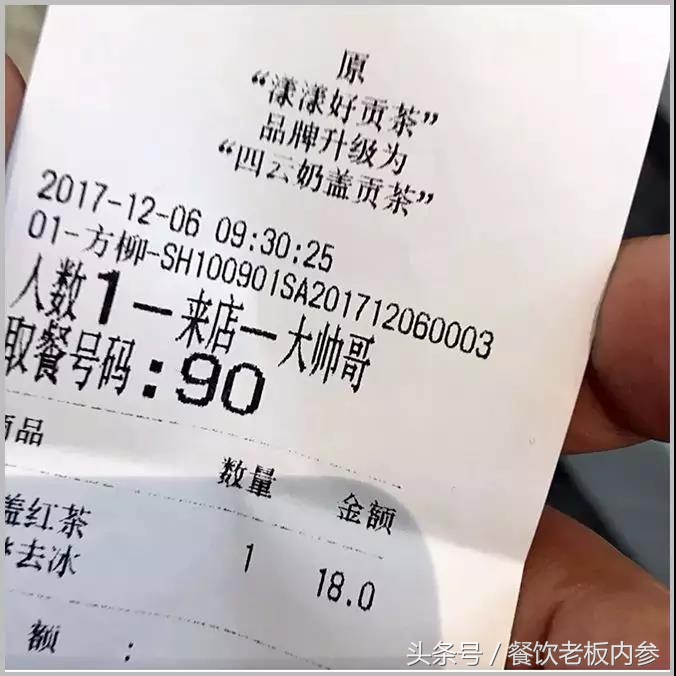 原
“漾漾好贡茶”
品牌升级为
“四云奶盖贡茶”
2017-12-06 09:30:25
01-方柳-SH100901SA201712060003
人数1-来店-大帅哥
取餐号码:90
商品 数量 金额
盖红茶
去冰 1 18.0
额 :
头条号 / 餐饮老板内参